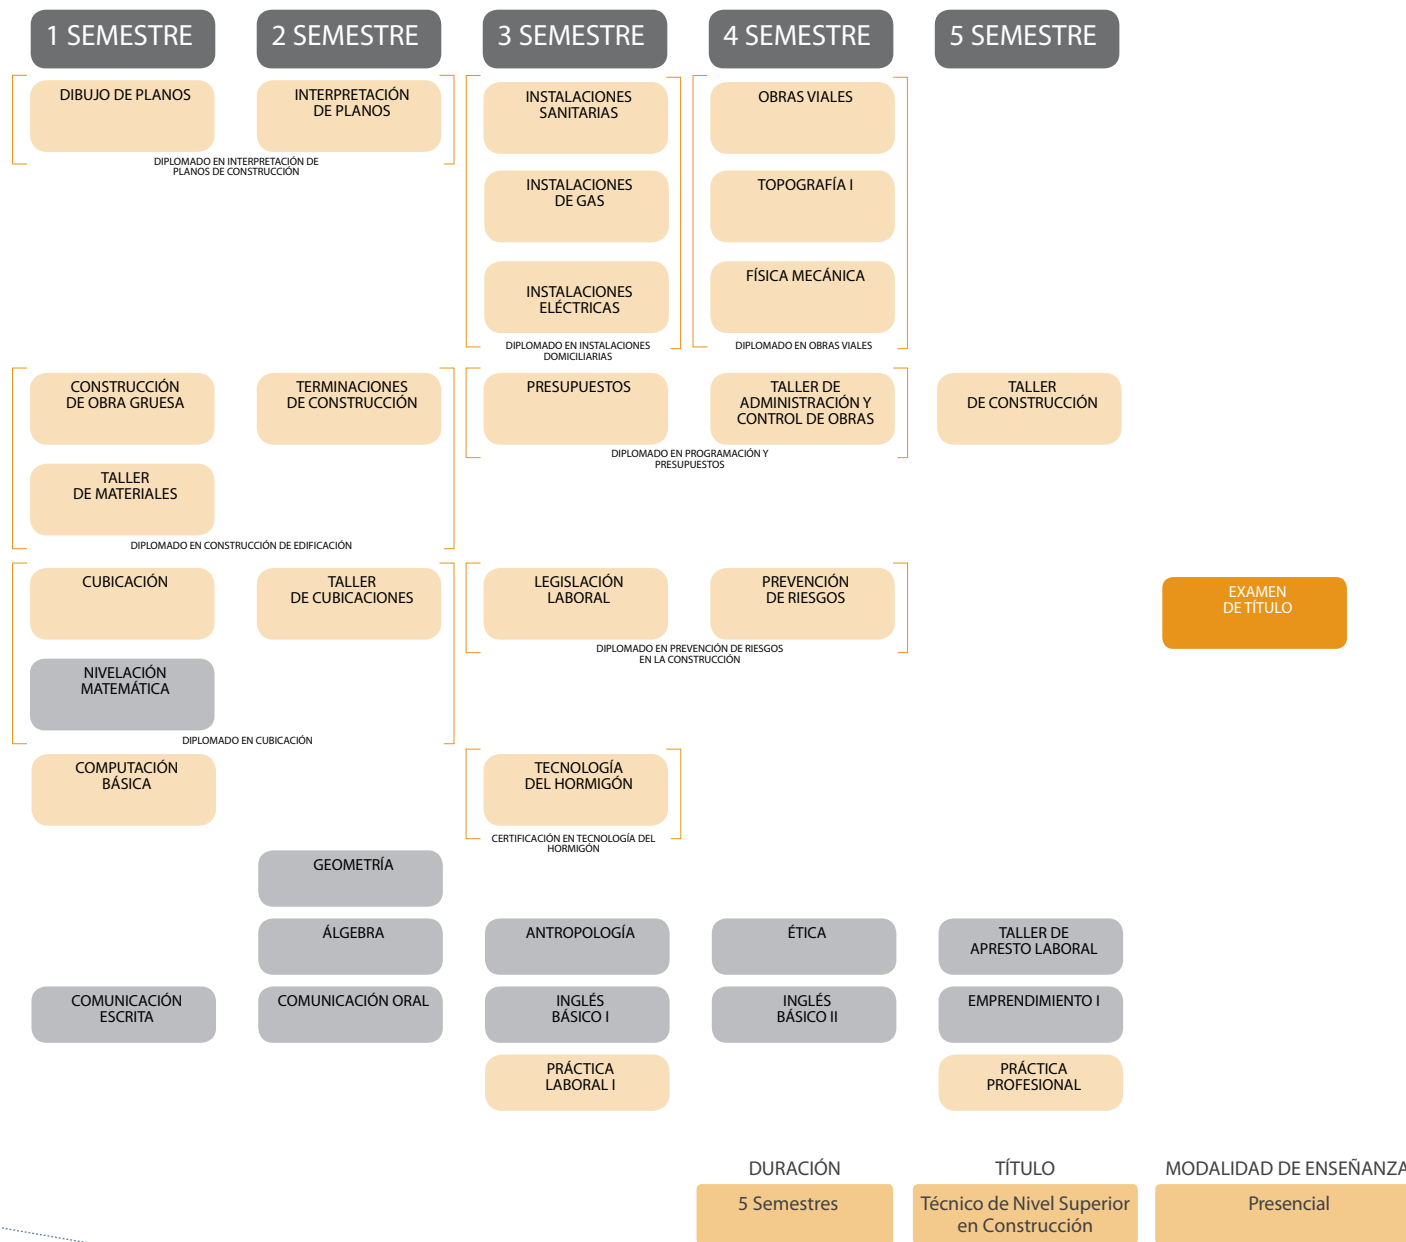 1 SEMESTRE
2 SEMESTRE
3 SEMESTRE
4 SEMESTRE
5 SEMESTRE
DIBUJO DE PLANOS
INTERPRETACIÓN
DE PLANOS
DIPLOMADO EN INTERPRETACIÓN DE
PLANOS DE CONSTRUCCIÓN
INSTALACIONES
SANITARIAS
OBRAS VIALES
INSTALACIONES
DE GAS
TOPOGRAFÍA I
INSTALACIONES
ELÉCTRICAS
FÍSICA MECÁNICA
DIPLOMADO EN INSTALACIONES
DOMICILIARIAS
DIPLOMADO EN OBRAS VIALES
CONSTRUCCIÓN
DE OBRA GRUESA
TERMINACIONES
DE CONSTRUCCIÓN
PRESUPUESTOS
TALLER DE
ADMINISTRACIÓN Y
CONTROL DE OBRAS
TALLER
DE CONSTRUCCIÓN
DIPLOMADO EN PROGRAMACIÓN Y
PRESUPUESTOS
TALLER
DE MATERIALES
DIPLOMADO EN CONSTRUCCIÓN DE EDIFICACIÓN
CUBICACIÓN
TALLER
DE CUBICACIONES
LEGISLACIÓN
LABORAL
PREVENCIÓN
DE RIESGOS
EXAMEN
DE TÍTULO
DIPLOMADO EN PREVENCIÓN DE RIESGOS
EN LA CONSTRUCCIÓN
NIVELACIÓN
MATEMÁTICA
DIPLOMADO EN CUBICACIÓN
COMPUTACIÓN
BÁSICA
TECNOLOGÍA
DEL HORMIGÓN
CERTIFICACIÓN EN TECNOLOGÍA DEL
HORMIGÓN
GEOMETRÍA
ÁLGEBRA
ANTROPOLOGÍA
ÉTICA
TALLER DE
APRESTO LABORAL
COMUNICACIÓN
ESCRITA
COMUNICACIÓN ORAL
INGLÉS
BÁSICO I
INGLÉS
BÁSICO II
EMPRENDIMIENTO I
PRÁCTICA
LABORAL I
PRÁCTICA
PROFESIONAL
DURACIÓN
5 Semestres
TÍTULO
Técnico de Nivel Superior
en Construcción
MODALIDAD DE ENSEÑANZA
Presencial